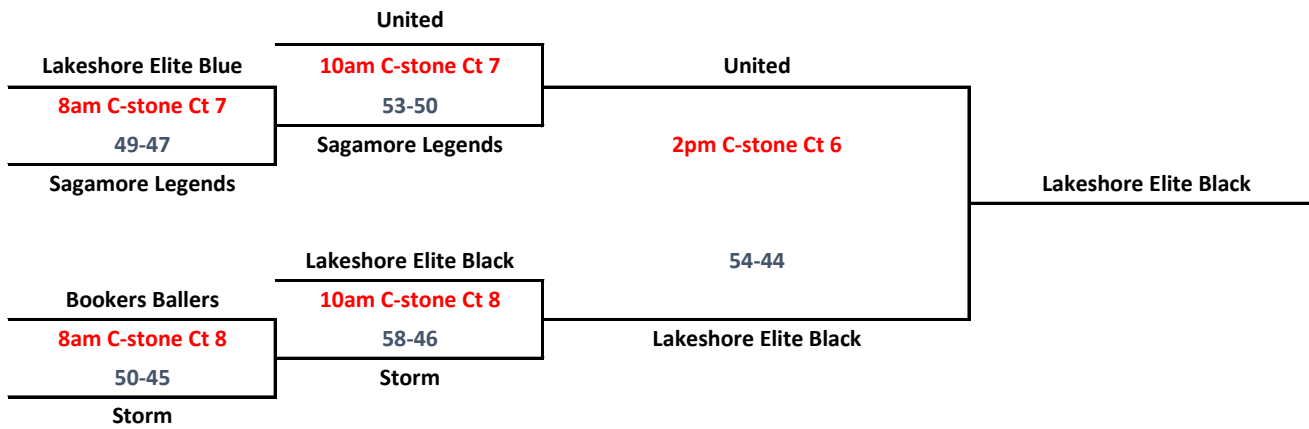 United
Lakeshore Elite Blue
10am C-stone Ct 7
United
8am C-stone Ct 7
53-50
49-47
Sagamore Legends
2pm C-stone Ct 6
Sagamore Legends
Lakeshore Elite Black
Lakeshore Elite Black
54-44
Bookers Ballers
10am C-stone Ct 8
8am C-stone Ct 8
58-46
Lakeshore Elite Black
50-45
Storm
Storm